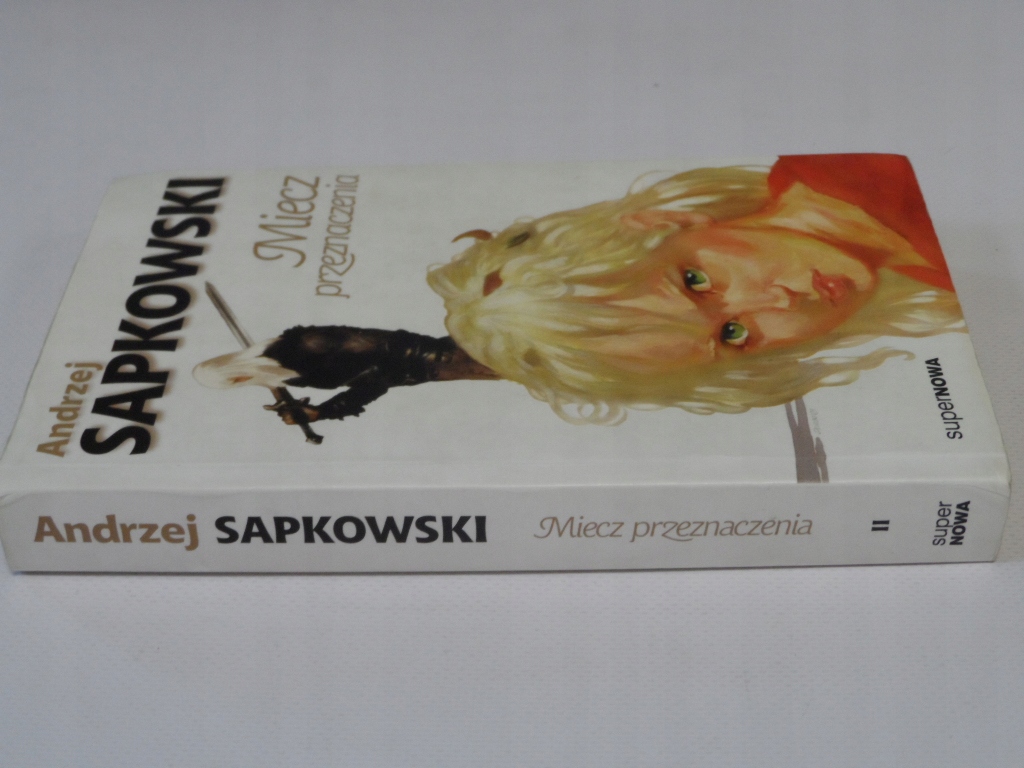 Andrzej
SAPKOWSKI
Miecz
przeznaczenia
superNOWA
Andrzej SAPKOWSKI Miecz przeznaczenia II
super
NOWA